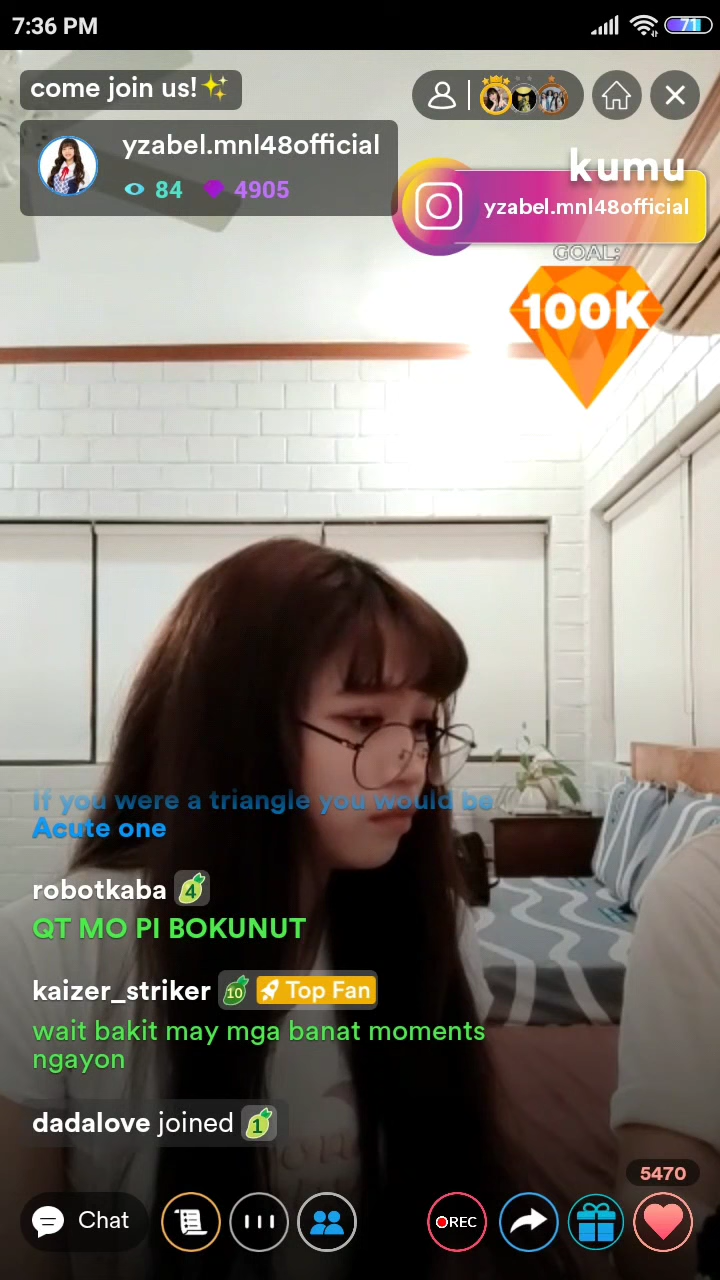 7:36 PM
71
come join us!✨
yzabel.mnl48official
84 4905
kumu
yzabel.mnl48official
GOAL:
100K
If you were a triangle you would be
Acute one
robotkaba 4
QT MO PI BOKUNUT
kaizer_striker 10 Top Fan
wait bakit may mga banat moments
ngayon
dadalove joined 1
5470
Chat
REC